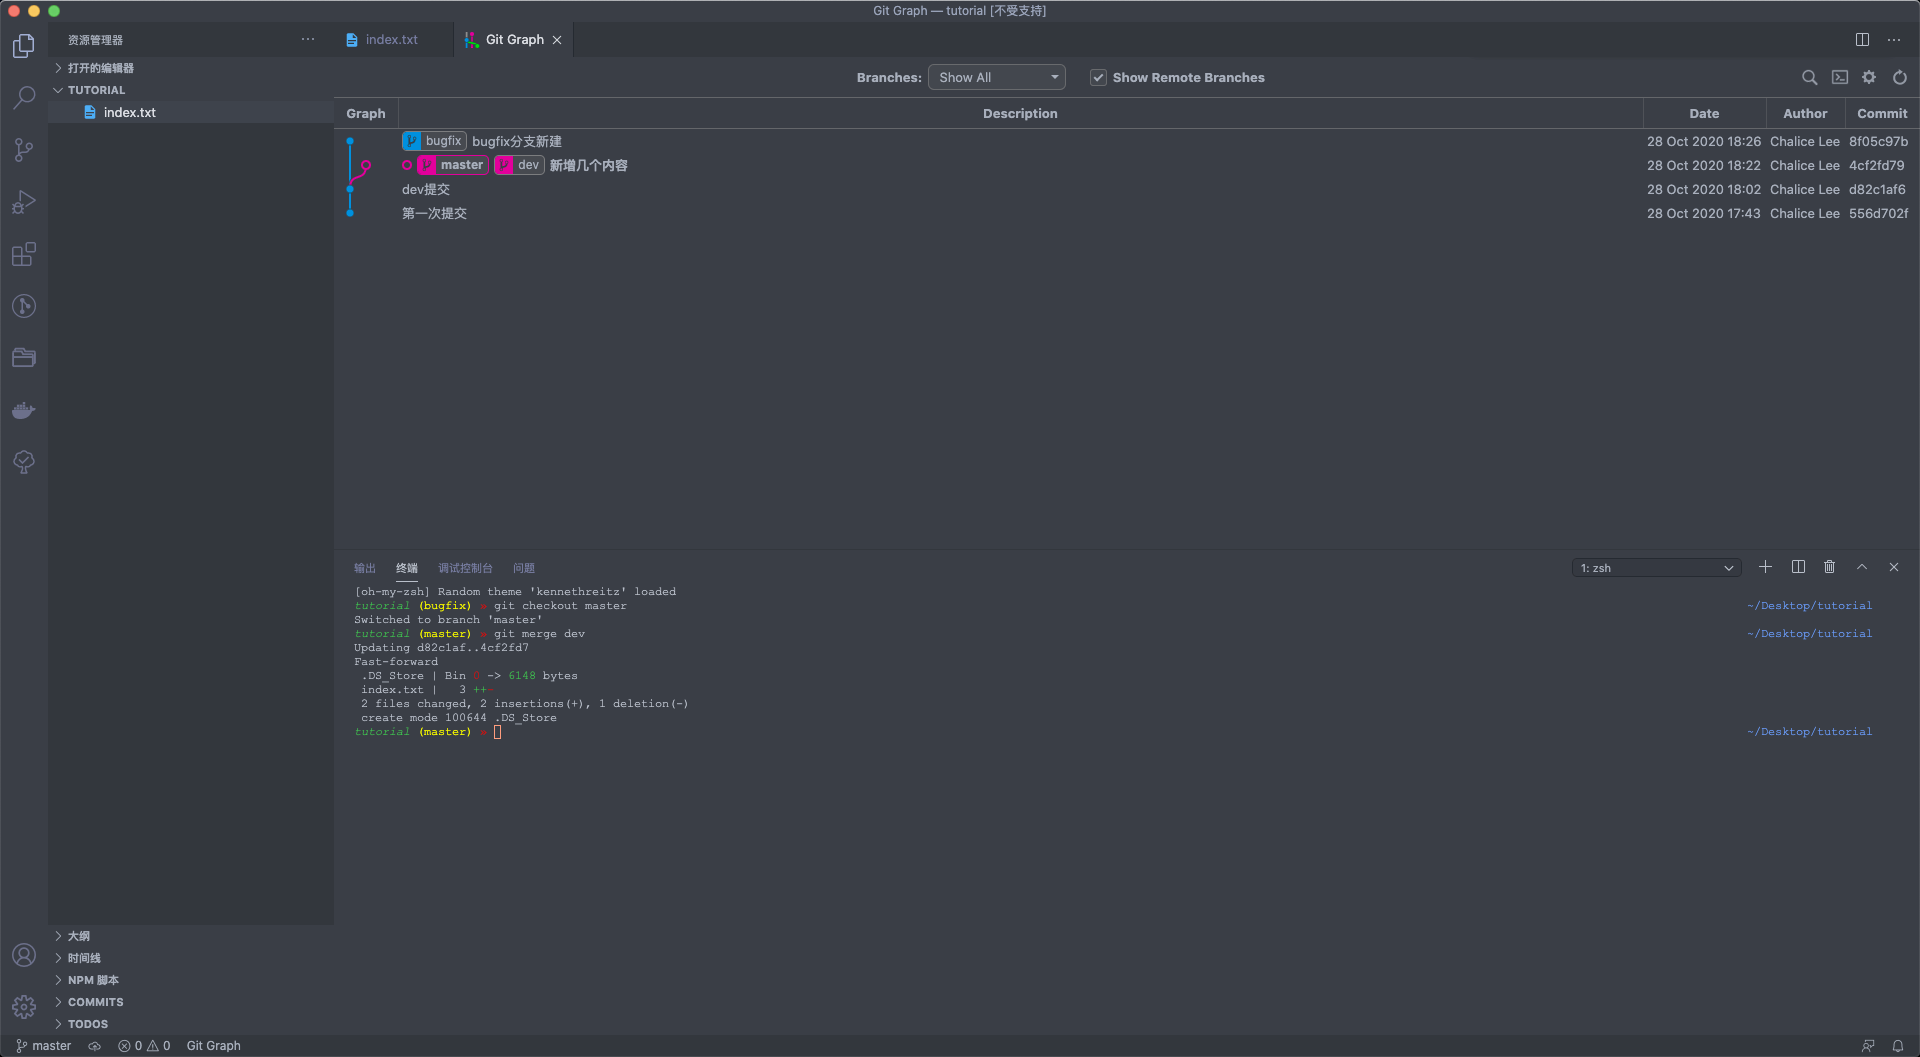 Git Graph — tutorial [不受支持]
资源管理器
index.txt
Git Graph
打开的编辑器
TUTORIAL
index.txt
Branches: Show All Show Remote Branches
Graph Description Date Author Commit
bugfix bugfix分支新建 28 Oct 2020 18:26 Chalice Lee 8f05c97b
master dev 新增几个内容 28 Oct 2020 18:22 Chalice Lee 4cf2fd79
dev提交 28 Oct 2020 18:02 Chalice Lee d82c1af6
第一次提交 28 Oct 2020 17:43 Chalice Lee 556d702f
输出 终端 调试控制台 问题 1: zsh
[oh-my-zsh] Random theme 'kennethreitz' loaded
tutorial (bugfix) » git checkout master ~/Desktop/tutorial
Switched to branch 'master'
tutorial (master) » git merge dev ~/Desktop/tutorial
Updating d82c1af..4cf2fd7
Fast-forward
.DS_Store | Bin 0 -> 6148 bytes
index.txt | 3 ++-
2 files changed, 2 insertions(+), 1 deletion(-)
create mode 100644 .DS_Store
tutorial (master) » ~/Desktop/tutorial
大纲
时间线
NPM 脚本
COMMITS
TODOS
master 0 0 Git Graph